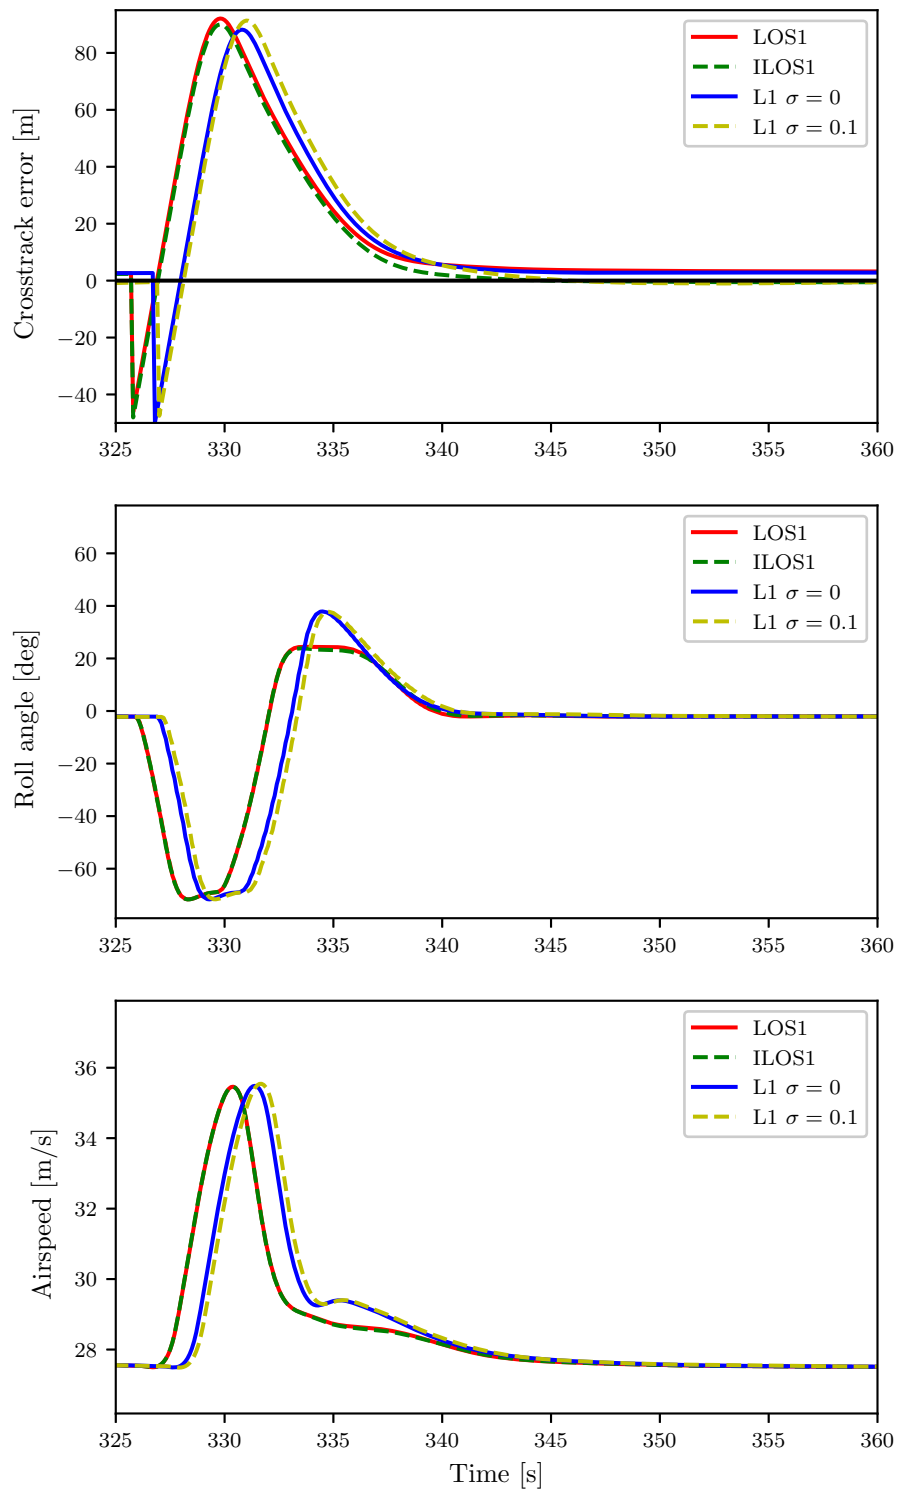 Crosstrack error [m]
80
60
40
20
0
−20
−40
325 330 335 340 345 350 355 360
LOS1
ILOS1
L1 σ = 0
L1 σ = 0.1
Roll angle [deg]
60
40
20
0
−20
−40
−60
325 330 335 340 345 350 355 360
LOS1
ILOS1
L1 σ = 0
L1 σ = 0.1
Airspeed [m/s]
36
34
32
30
28
325 330 335 340 345 350 355 360
LOS1
ILOS1
L1 σ = 0
L1 σ = 0.1
Time [s]